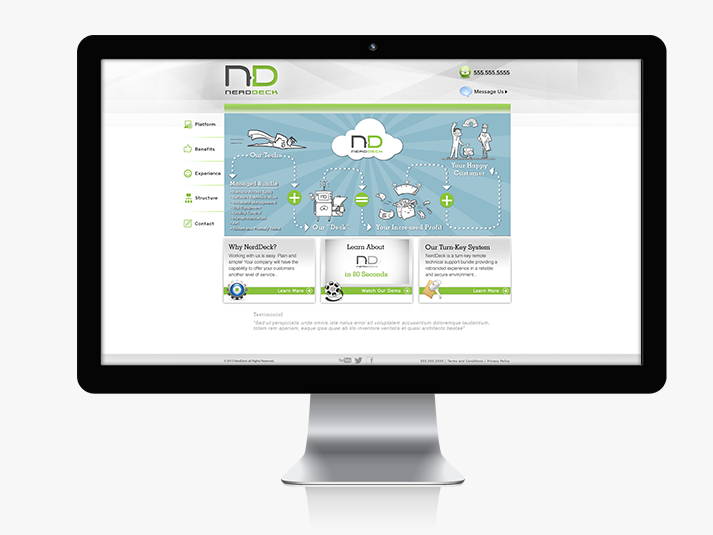 ND
NERDDECK
555.555.5555
Message Us
Platform
Benefits
Experience
Structure
Contact
ND
NERDDECK
Our Techs
Your Happy
Customer
Managed Bundle
Our "Deck"
Your Increased Profit
Why NerdDeck?
Working with us is easy. Plain and
simple! Your company will have the
capability to offer your customers
another level of service...
Learn More
Learn About
ND
NERDDECK
in 80 Seconds
Watch Our Demo
Our Turn-Key System
NerdDeck is a turn-key remote
technical support bundle providing a
rebranded experience in a reliable
and secure environment...
Learn More
Testimonial
"Sed ut perspiciatis unde omnis iste natus error sit voluptatem accusantium doloremque laudantium,
totam rem aperiam, eaque ipsa quae ab illo inventore veritatis et quasi architecto beatae"
555.555.5555 | Terms and Conditions | Privacy Policy